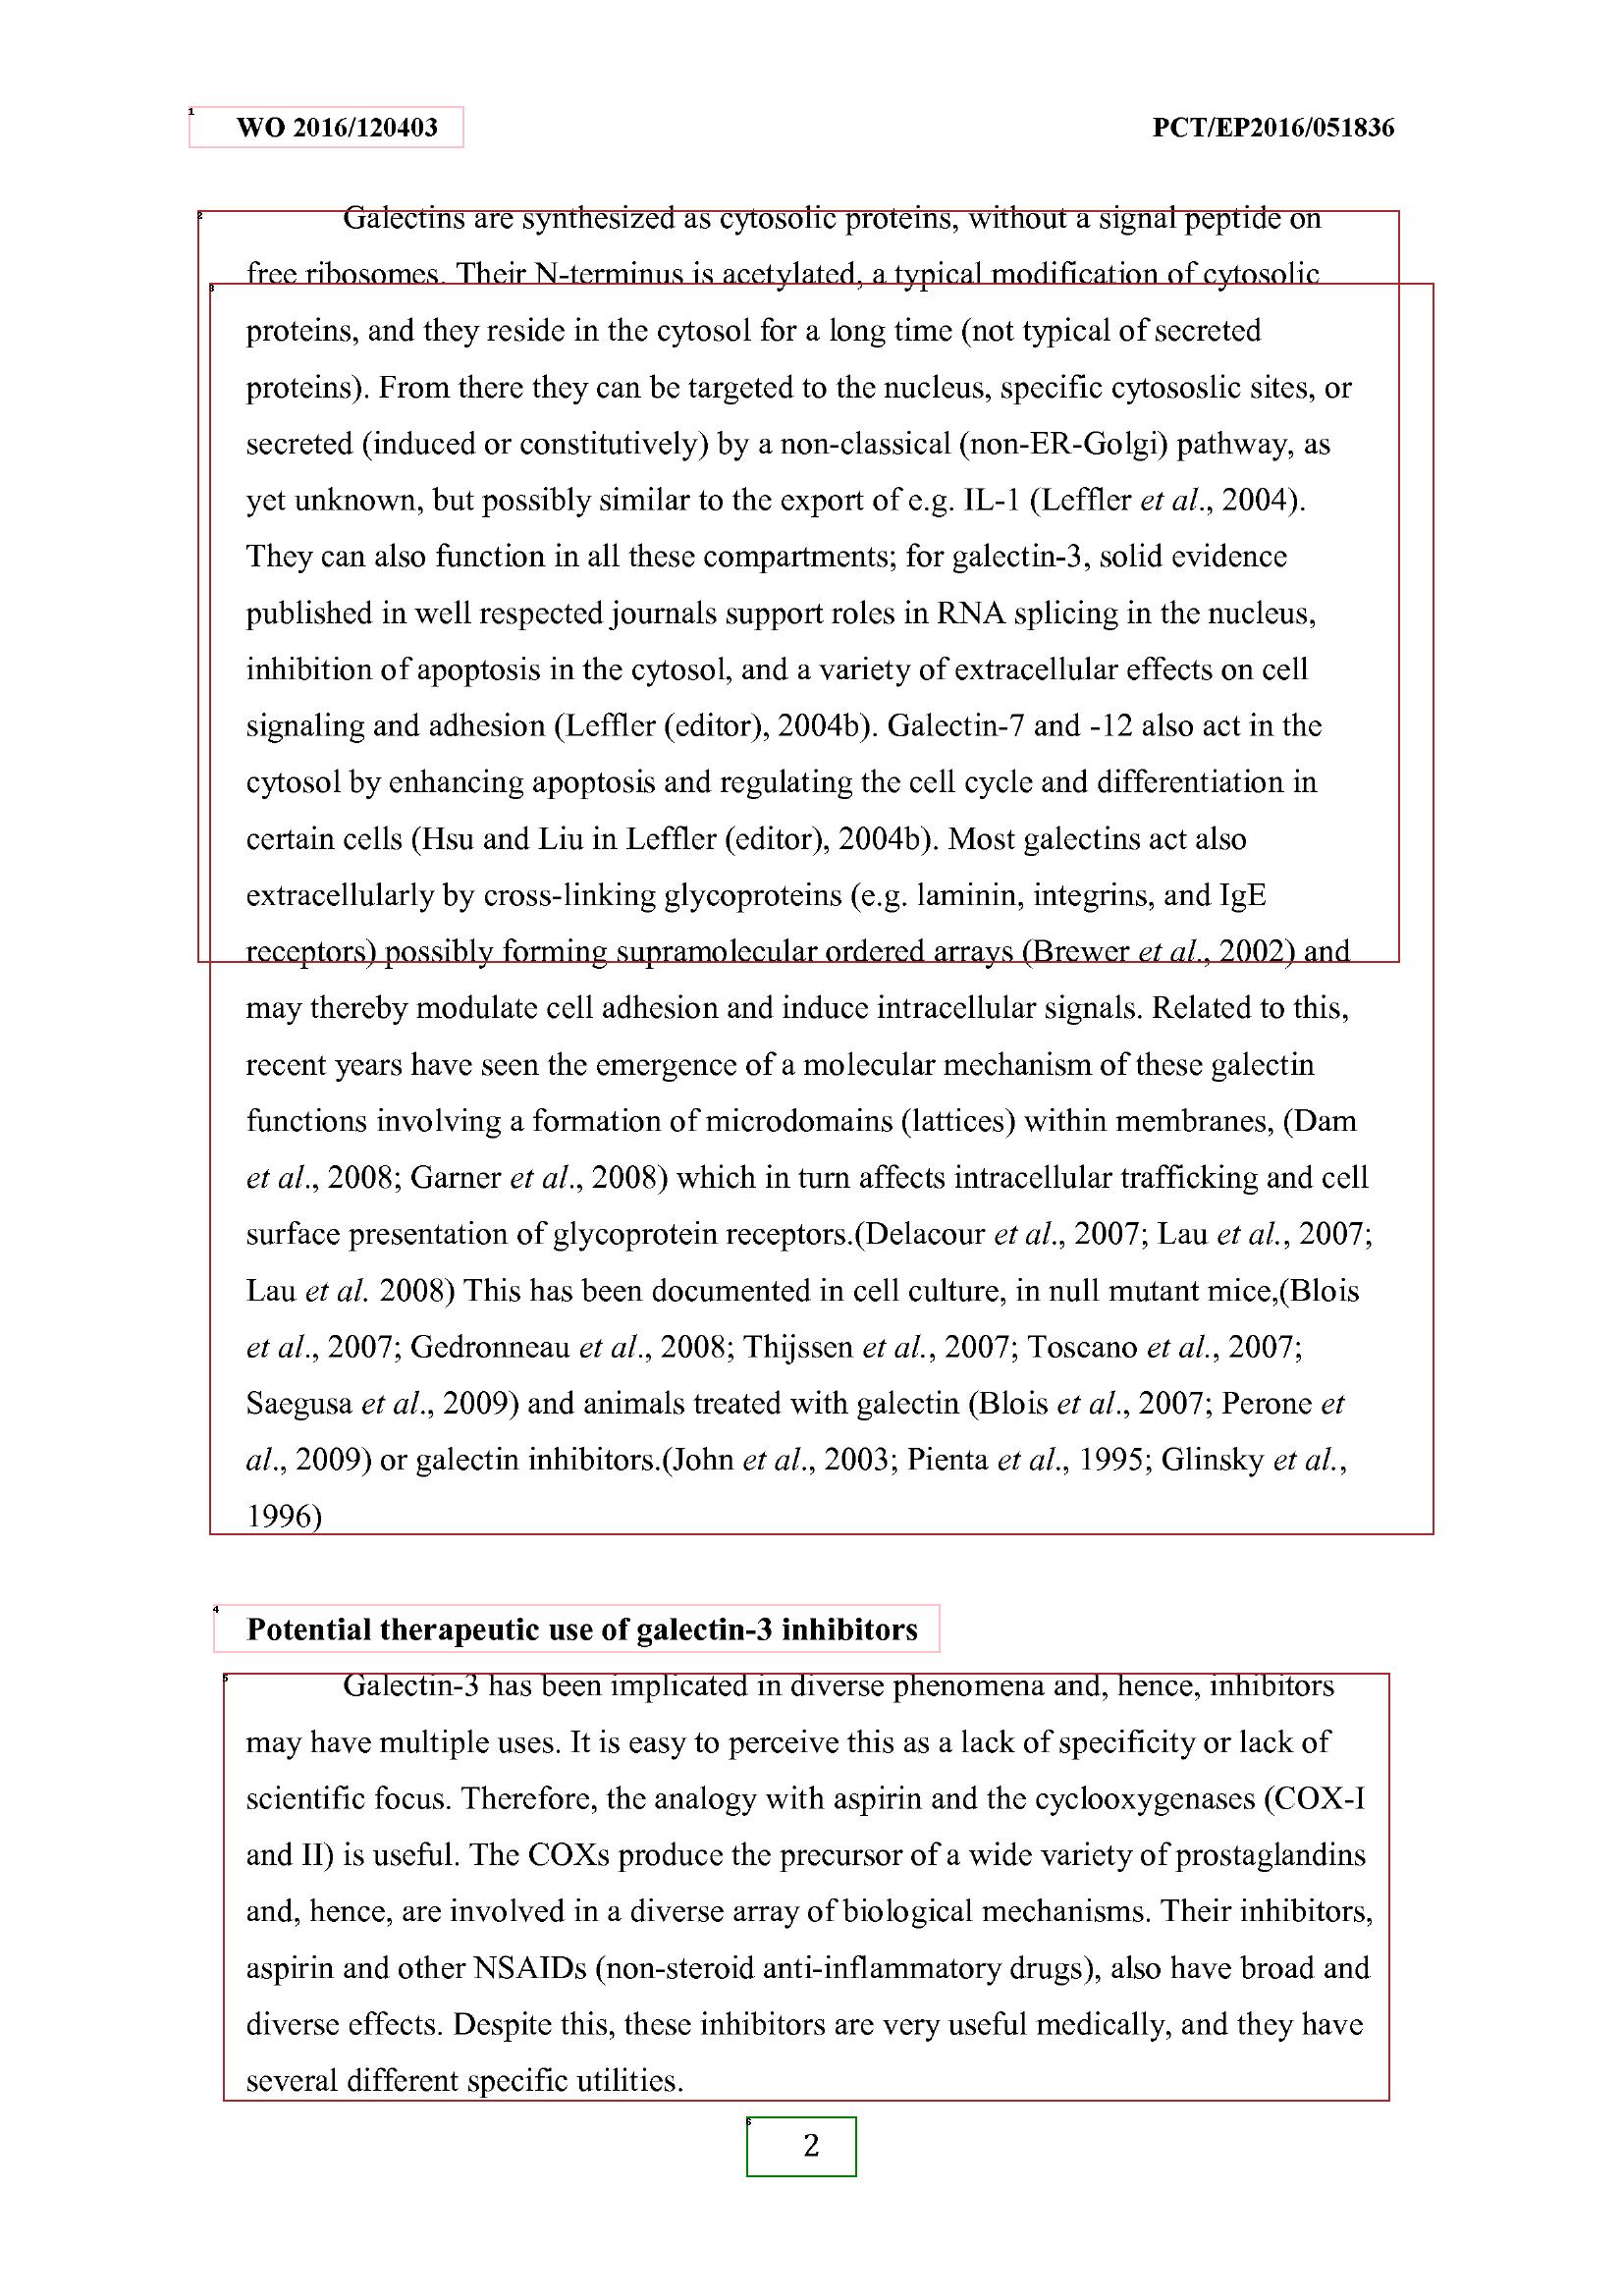 WO 2016/120403 PCT/EP2016/051836
Galectins are synthesized as cytosolic proteins, without a signal peptide on
free ribosomes. Their N-terminus is acetylated, a typical modification of cytosolic
proteins, and they reside in the cytosol for a long time (not typical of secreted
proteins). From there they can be targeted to the nucleus, specific cytososlic sites, or
secreted (induced or constitutively) by a non-classical (non-ER-Golgi) pathway, as
yet unknown, but possibly similar to the export of e.g. IL-1 (Leffler et al., 2004).
They can also function in all these compartments; for galectin-3, solid evidence
published in well respected journals support roles in RNA splicing in the nucleus,
inhibition of apoptosis in the cytosol, and a variety of extracellular effects on cell
signaling and adhesion (Leffler (editor), 2004b). Galectin-7 and -12 also act in the
cytosol by enhancing apoptosis and regulating the cell cycle and differentiation in
certain cells (Hsu and Liu in Leffler (editor), 2004b). Most galectins act also
extracellularly by cross-linking glycoproteins (e.g. laminin, integrins, and IgE
receptors) possibly forming supramolecular ordered arrays (Brewer et al., 2002) and
may thereby modulate cell adhesion and induce intracellular signals. Related to this,
recent years have seen the emergence of a molecular mechanism of these galectin
functions involving a formation of microdomains (lattices) within membranes, (Dam
et al., 2008; Garner et al., 2008) which in turn affects intracellular trafficking and cell
surface presentation of glycoprotein receptors.(Delacour et al., 2007; Lau et al., 2007;
Lau et al. 2008) This has been documented in cell culture, in null mutant mice,(Blois
et al., 2007; Gedronneau et al., 2008; Thijssen et al., 2007; Toscano et al., 2007;
Saegusa et al., 2009) and animals treated with galectin (Blois et al., 2007; Perone et
al., 2009) or galectin inhibitors.(John et al., 2003; Pienta et al., 1995; Glinsky et al.,
1996)
Potential therapeutic use of galectin-3 inhibitors
Galectin-3 has been implicated in diverse phenomena and, hence, inhibitors
may have multiple uses. It is easy to perceive this as a lack of specificity or lack of
scientific focus. Therefore, the analogy with aspirin and the cyclooxygenases (COX-I
and II) is useful. The COXs produce the precursor of a wide variety of prostaglandins
and, hence, are involved in a diverse array of biological mechanisms. Their inhibitors,
aspirin and other NSAIDs (non-steroid anti-inflammatory drugs), also have broad and
diverse effects. Despite this, these inhibitors are very useful medically, and they have
several different specific utilities.
2